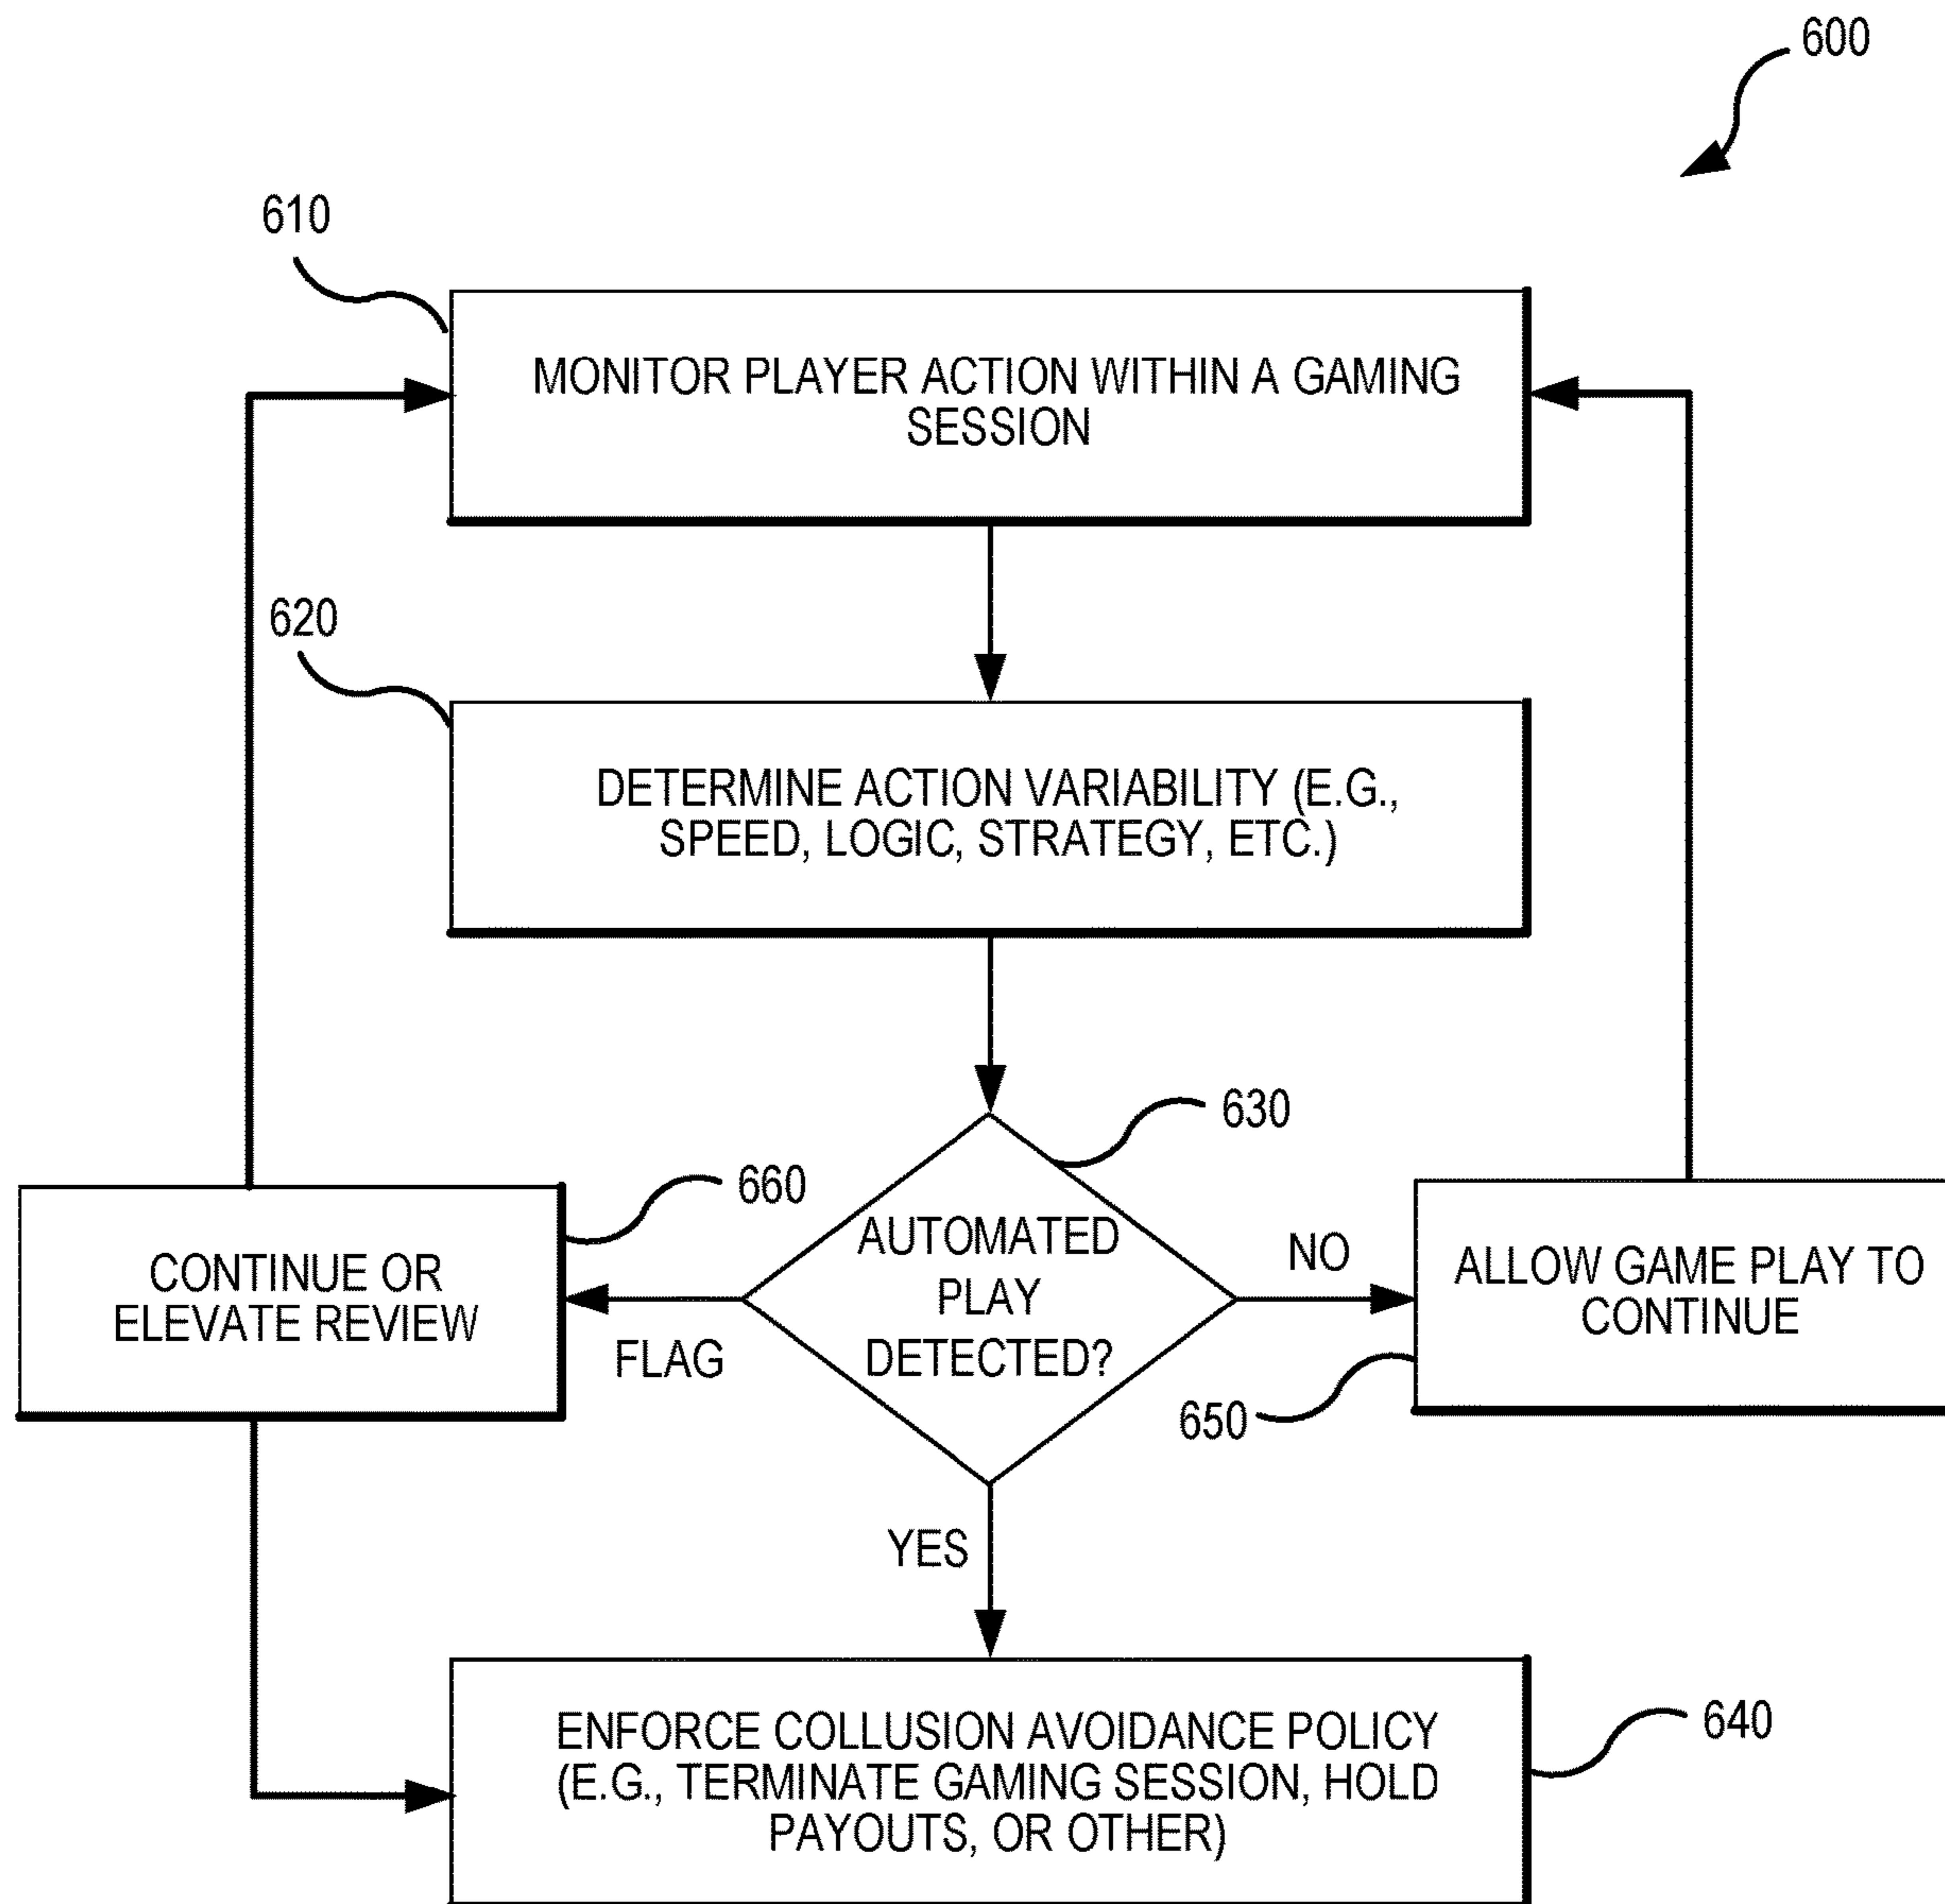 600
610
MONITOR PLAYER ACTION WITHIN A GAMING
SESSION
620
DETERMINE ACTION VARIABILITY (E.G.,
SPEED, LOGIC, STRATEGY, ETC.)
630
660
CONTINUE OR
ELEVATE REVIEW
FLAG
AUTOMATED
PLAY
DETECTED?
NO
ALLOW GAME PLAY TO
CONTINUE
650
YES
ENFORCE COLLUSION AVOIDANCE POLICY
(E.G., TERMINATE GAMING SESSION, HOLD
PAYOUTS, OR OTHER)
640